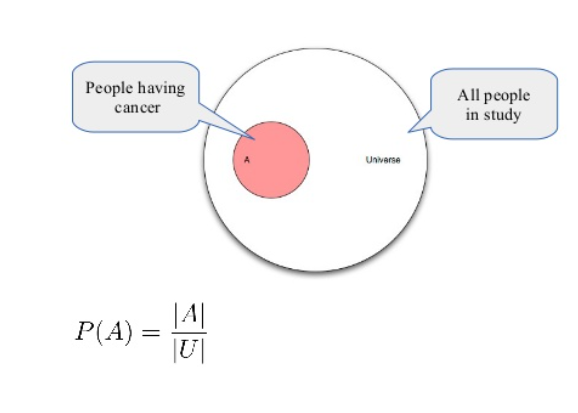 People having
cancer
All people
in study
A
Universe
P(A) = |A| / |U|